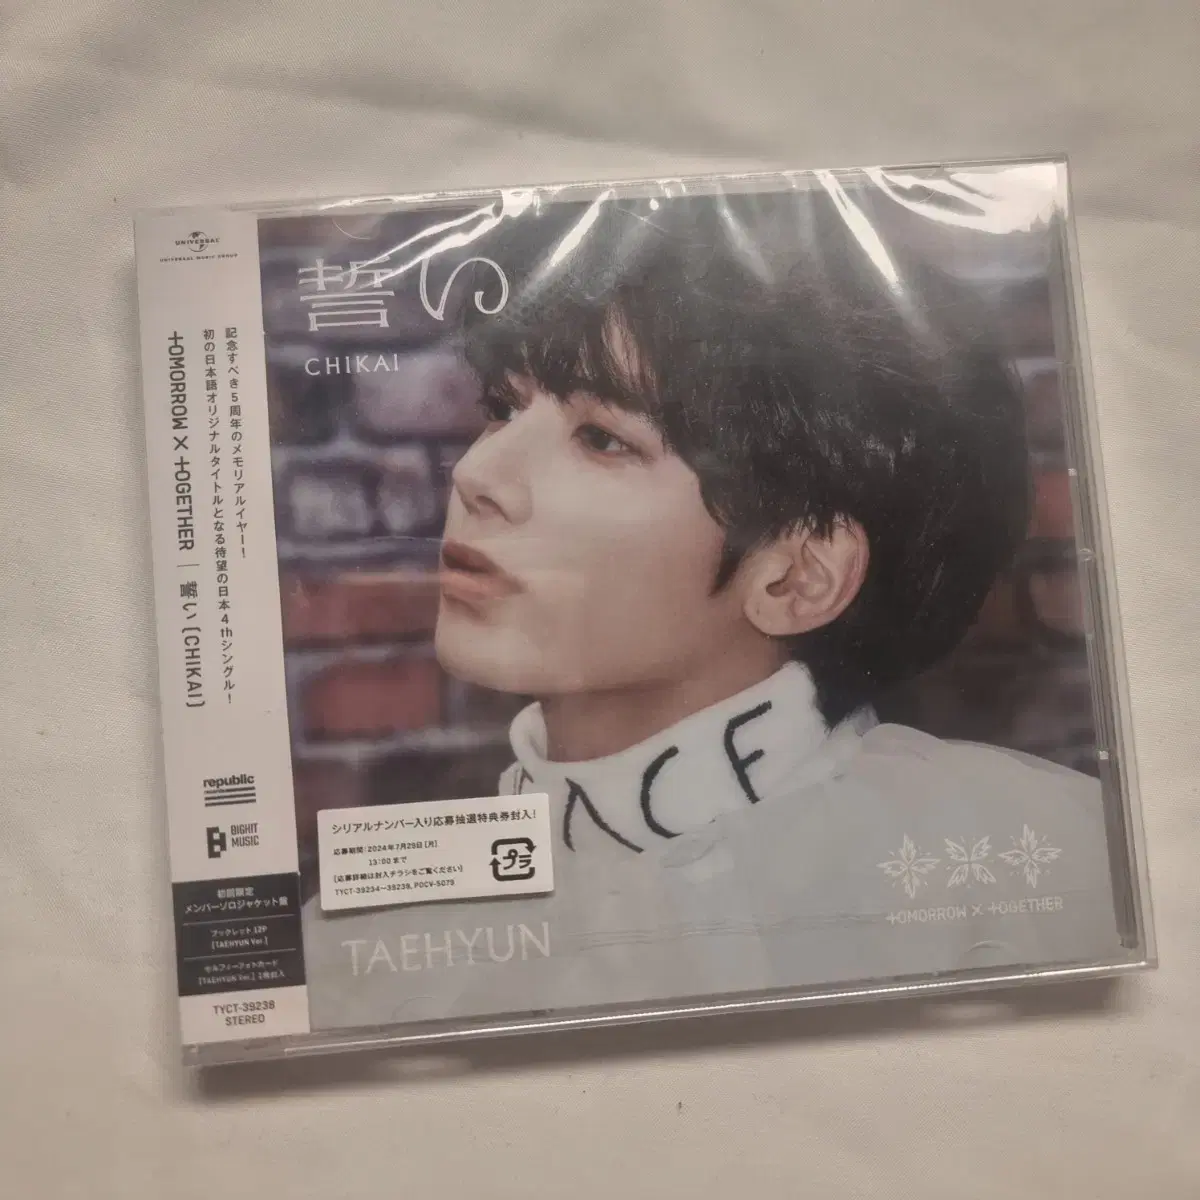 UNIVERSAL
UNIVERSAL MUSIC GROUP
記念すべき5周年のメモリアルイヤー!
初の日本語オリジナルタイトルとなる待望の日本4thシングル!
TOMORROW X TOGETHER | 誓い (CHIKAI)
republic
BIGHIT
MUSIC
初回限定
メンバーソロジャケット盤
ブックレット 12P
[TAEHYUN Ver.]
セルフィーフォトカード
[TAEHYUN Ver.] 1枚封入
TYCT-39238
STEREO
誓い
CHIKAI
ACE
シリアルナンバー入り応募抽選特典券封入!
応募期間:2024年7月29日[月]
13:00まで
[応募詳細は封入チラシをご覧ください]
TYCT-39234~39239, POCV-5079
プラ
TAEHYUN
TOMORROW X TOGETHER